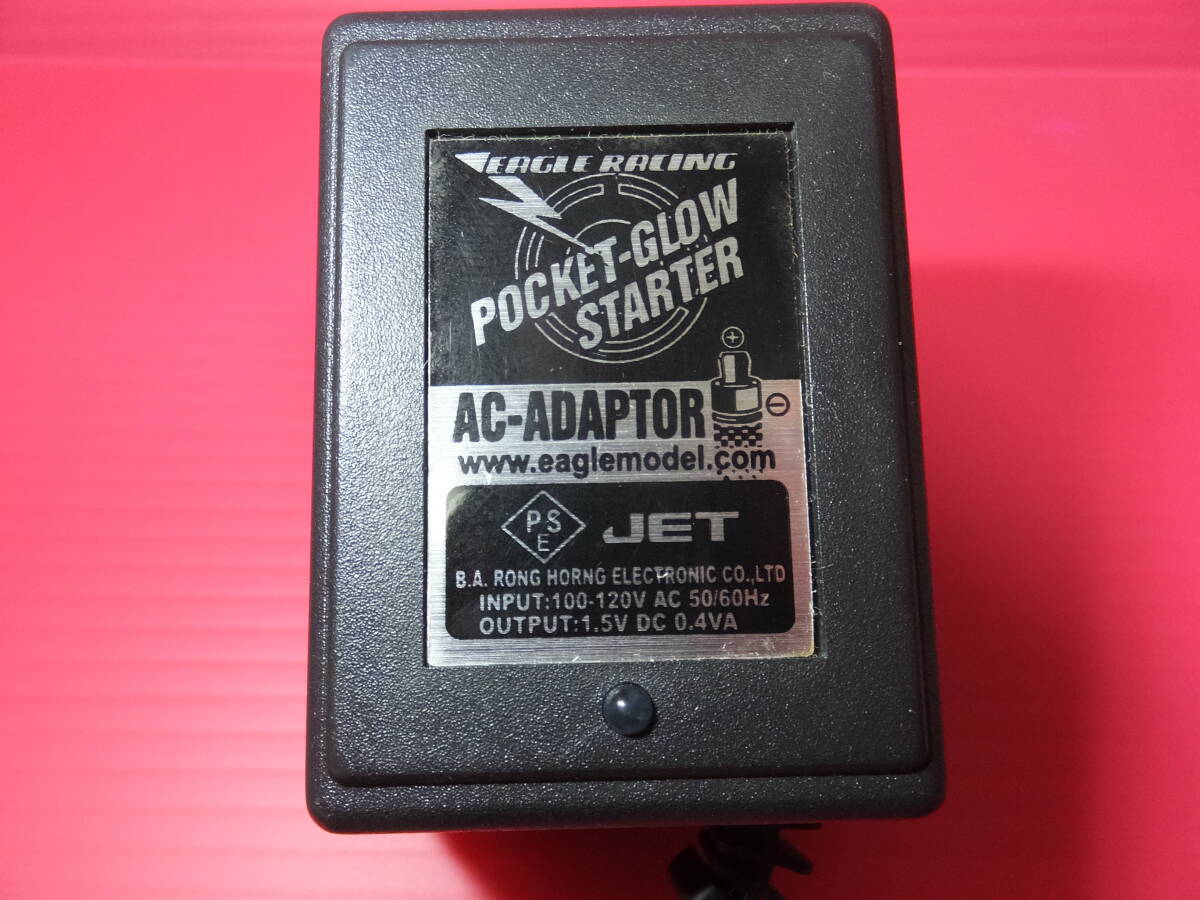 EAGLE RACING
POCKET-GLOW
STARTER
+
AC-ADAPTOR
−
www.eaglemodel.com
PS
E
JET
B.A. RONG HORNG ELECTRONIC CO.,LTD
INPUT:100-120V AC 50/60Hz
OUTPUT:1.5V DC 0.4VA